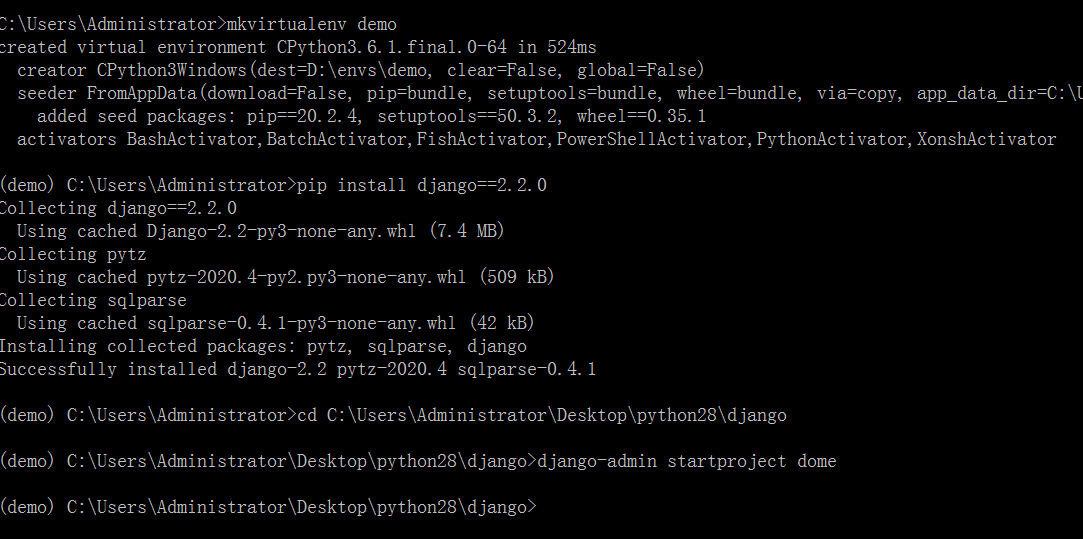 C:\Users\Administrator>mkvirtualenv demo
created virtual environment CPython3.6.1.final.0-64 in 524ms
creator CPython3Windows(dest=D:\envs\demo, clear=False, global=False)
seeder FromAppData(download=False, pip=bundle, setuptools=bundle, wheel=bundle, via=copy, app_data_dir=C:\U
added seed packages: pip==20.2.4, setuptools==50.3.2, wheel==0.35.1
activators BashActivator,BatchActivator,FishActivator,PowerShellActivator,PythonActivator,XonshActivator
(demo) C:\Users\Administrator>pip install django==2.2.0
Collecting django==2.2.0
Using cached Django-2.2-py3-none-any.whl (7.4 MB)
Collecting pytz
Using cached pytz-2020.4-py2.py3-none-any.whl (509 kB)
Collecting sqlparse
Using cached sqlparse-0.4.1-py3-none-any.whl (42 kB)
Installing collected packages: pytz, sqlparse, django
Successfully installed django-2.2 pytz-2020.4 sqlparse-0.4.1
(demo) C:\Users\Administrator>cd C:\Users\Administrator\Desktop\python28\django
(demo) C:\Users\Administrator\Desktop\python28\django>django-admin startproject dome
(demo) C:\Users\Administrator\Desktop\python28\django>